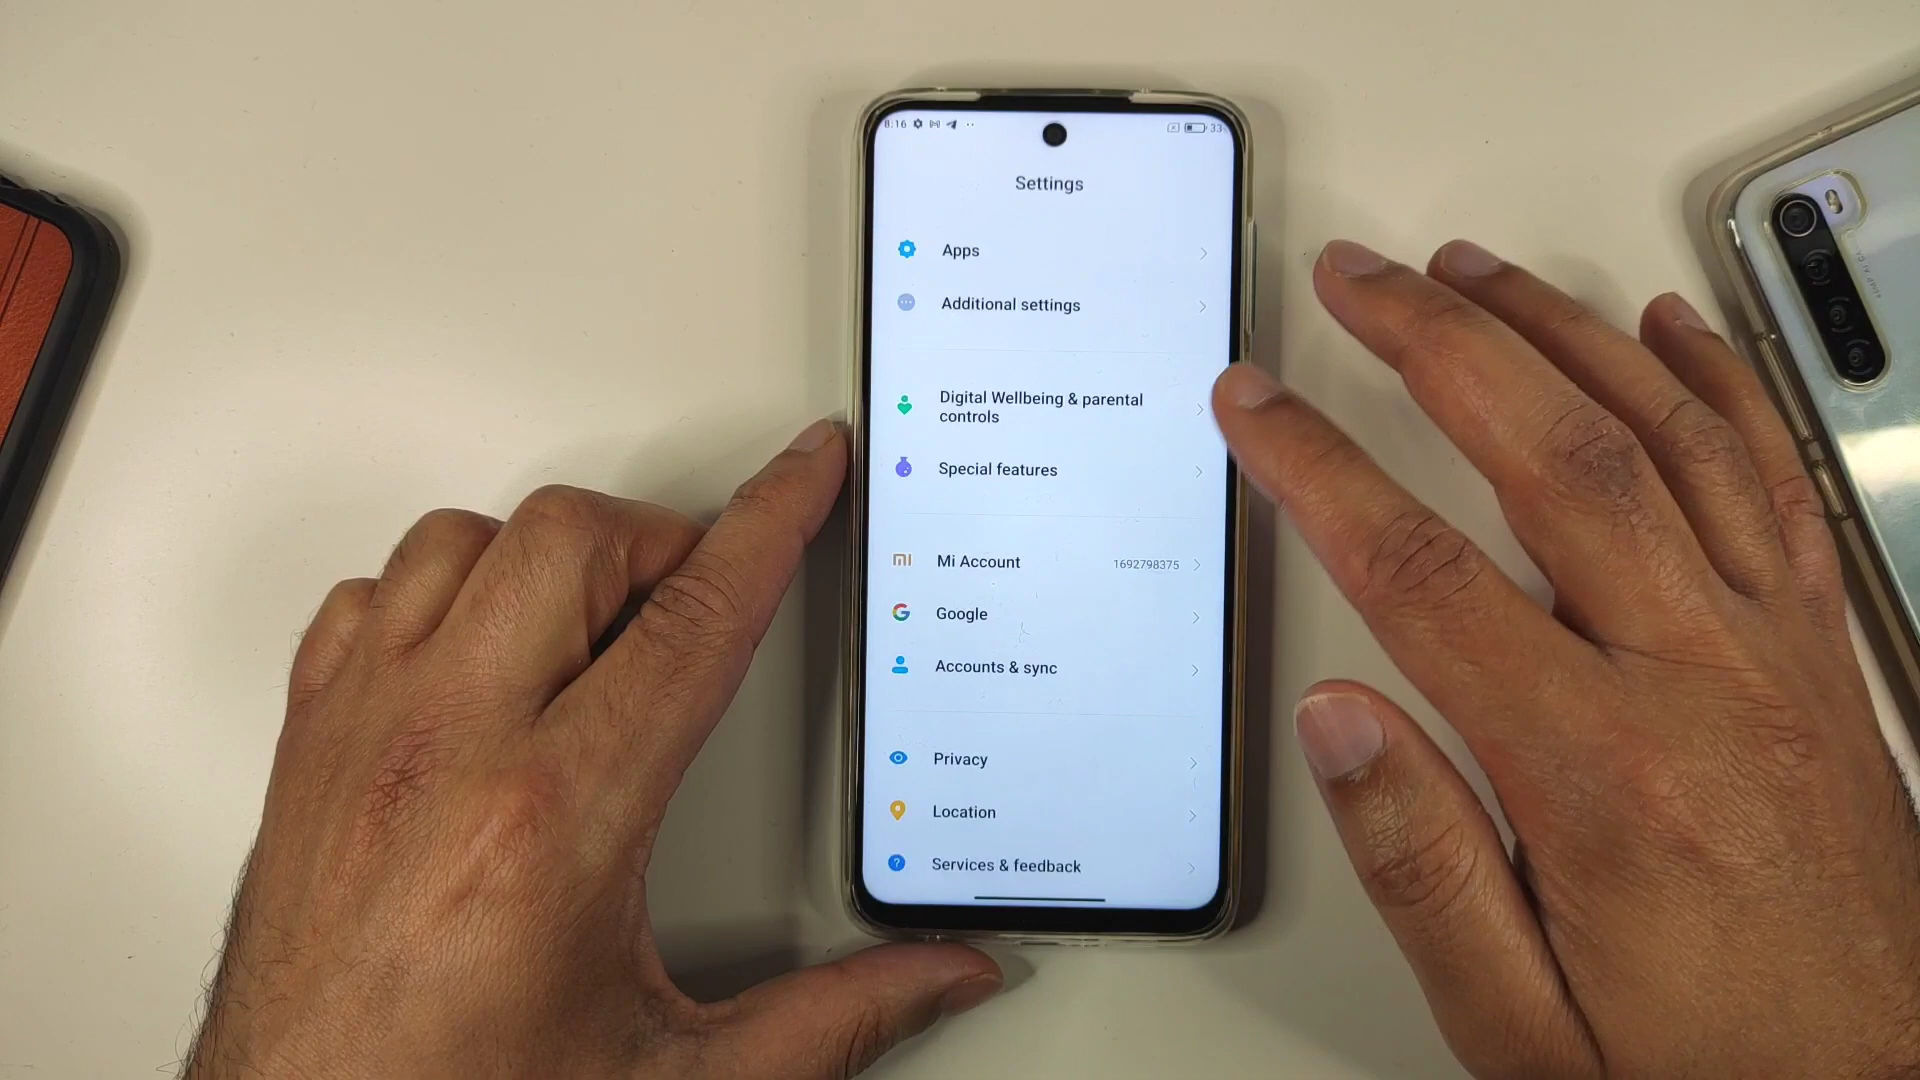 8:16
33
Settings
Apps
Additional settings
Digital Wellbeing & parental
controls
Special features
Mi Account 1692798375
Google
Accounts & sync
Privacy
Location
Services & feedback